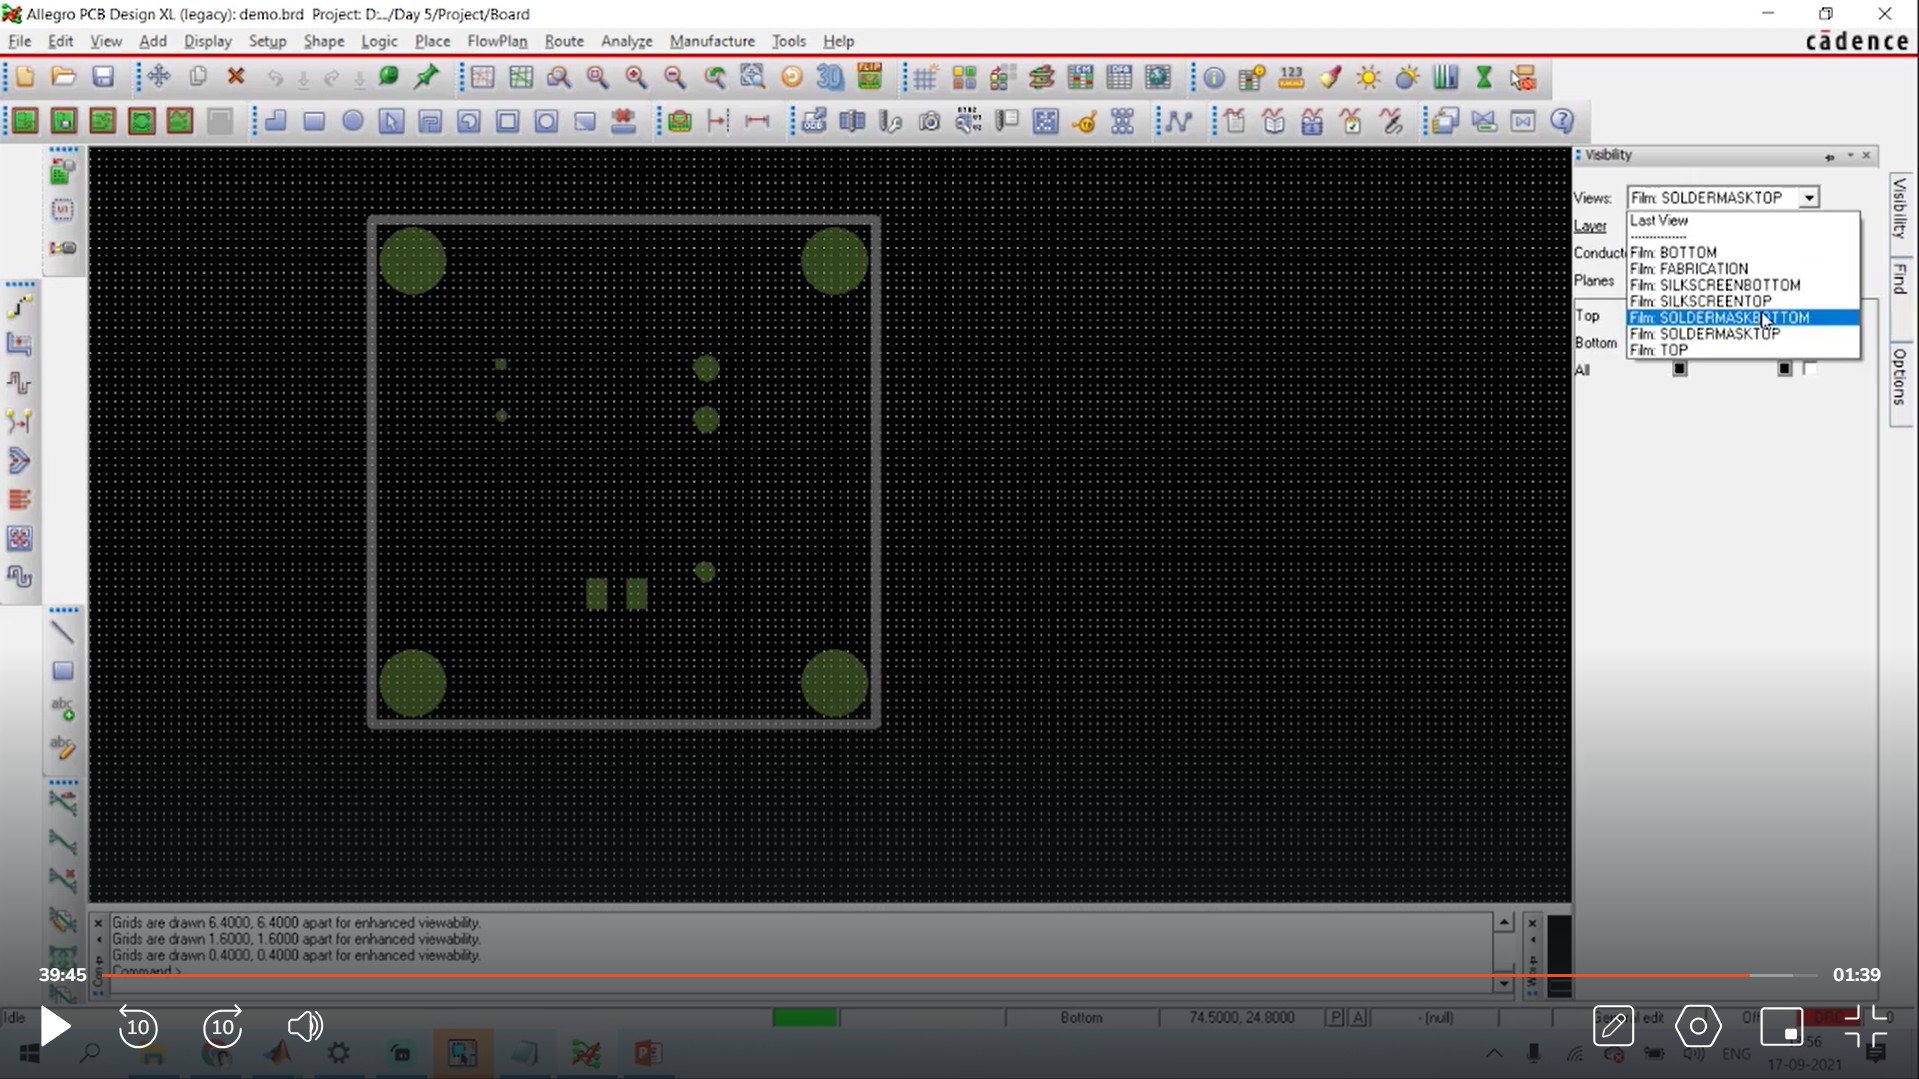 Allegro PCB Design XL (legacy): demo.brd Project: D:.../Day 5/Project/Board
File Edit View Add Display Setup Shape Logic Place FlowPlan Route Analyze Manufacture Tools Help
cādence
Visibility
Views: Film: SOLDERMASKTOP
Last View
Layer
Film: BOTTOM
Conduct
Film: FABRICATION
Planes
Film: SILKSCREENBOTTOM
Film: SILKSCREENTOP
Top
Film: SOLDERMASKBOTTOM
Film: SOLDERMASKTOP
Bottom
Film: TOP
All
Visibility
Find
Options
Grids are drawn 6.4000, 6.4000 apart for enhanced viewability.
Grids are drawn 1.6000, 1.6000 apart for enhanced viewability.
Grids are drawn 0.4000, 0.4000 apart for enhanced viewability.
Command >
39:45
01:39
10
10
Idle
Bottom
74.5000, 24.8000
P A
- (null)
ENG
56
17-09-2021